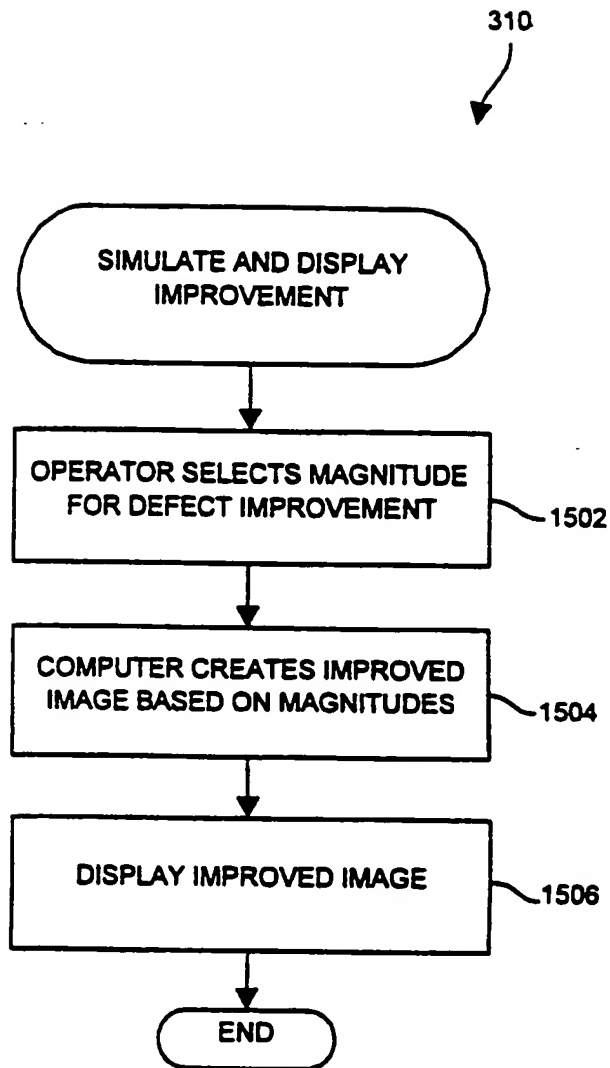 310
SIMULATE AND DISPLAY
IMPROVEMENT
OPERATOR SELECTS MAGNITUDE
FOR DEFECT IMPROVEMENT
1502
COMPUTER CREATES IMPROVED
IMAGE BASED ON MAGNITUDES
1504
DISPLAY IMPROVED IMAGE
1506
END